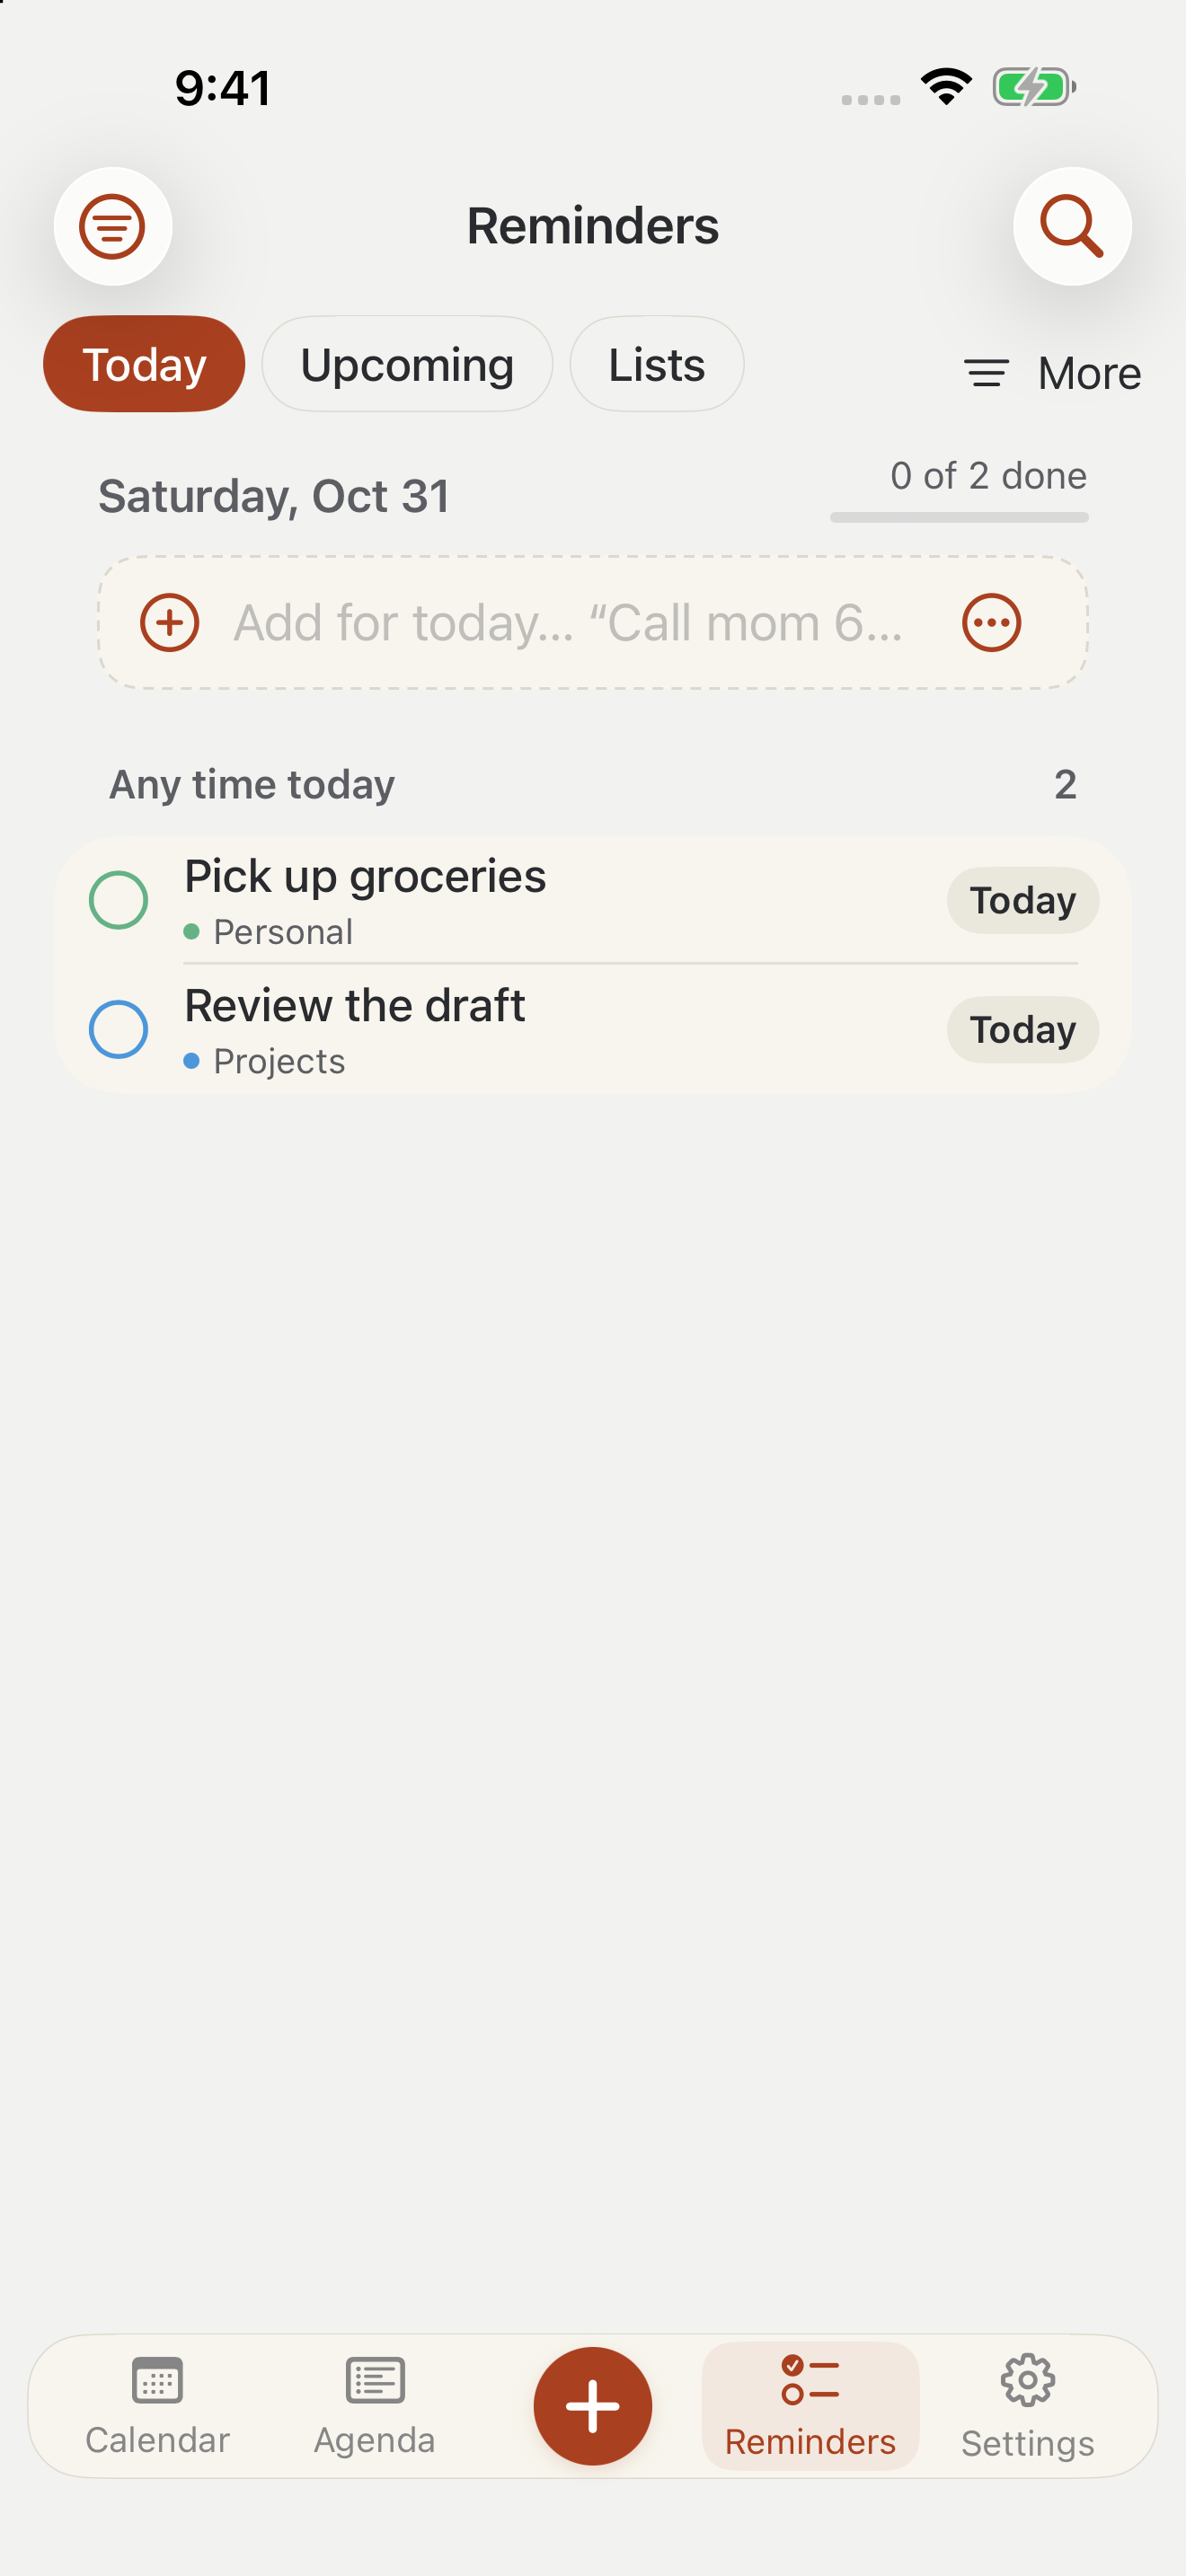 9:41
Reminders
Today
Upcoming
Lists
More
Saturday, Oct 31
0 of 2 done
Add for today... “Call mom 6...
Any time today
2
Pick up groceries
Personal
Today
Review the draft
Projects
Today
Calendar
Agenda
Reminders
Settings